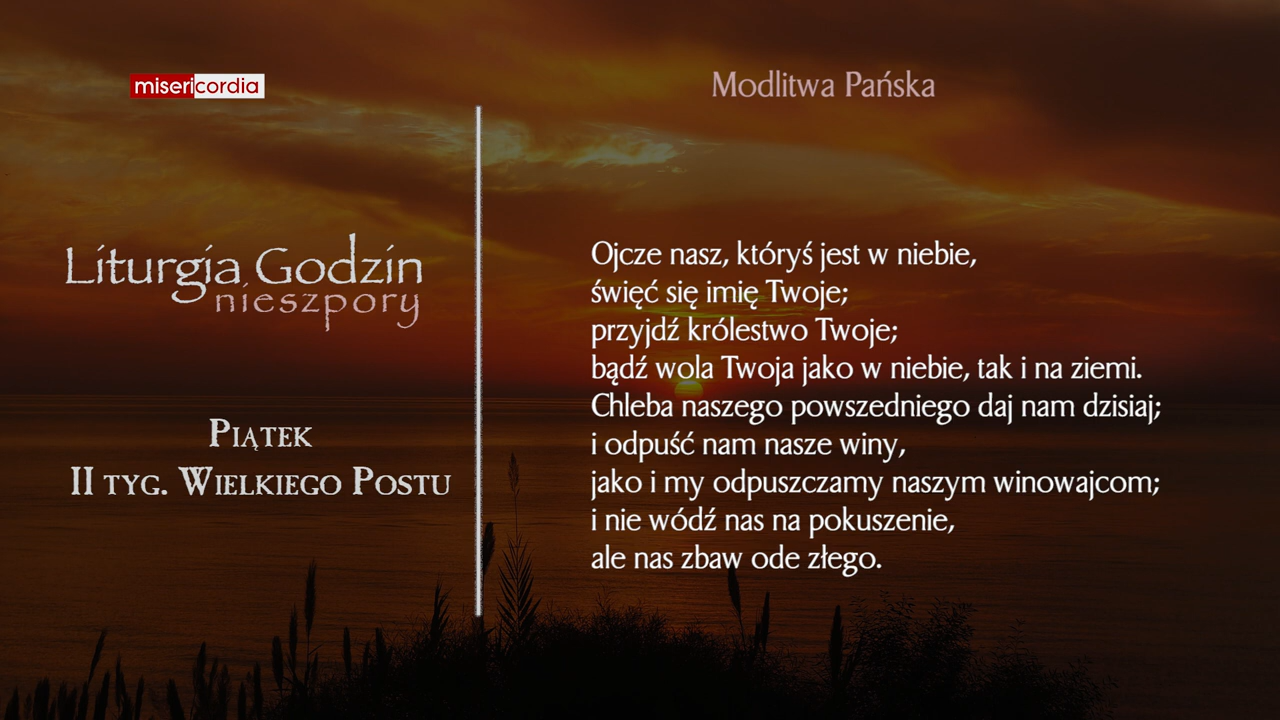 misericordia
Liturgia Godzin
nieszpory
Piątek
II tyg. Wielkiego Postu
Modlitwa Pańska
Ojcze nasz, któryś jest w niebie,
święć się imię Twoje;
przyjdź królestwo Twoje;
bądź wola Twoja jako w niebie, tak i na ziemi.
Chleba naszego powszedniego daj nam dzisiaj;
i odpuść nam nasze winy,
jako i my odpuszczamy naszym winowajcom;
i nie wódź nas na pokuszenie,
ale nas zbaw ode złego.